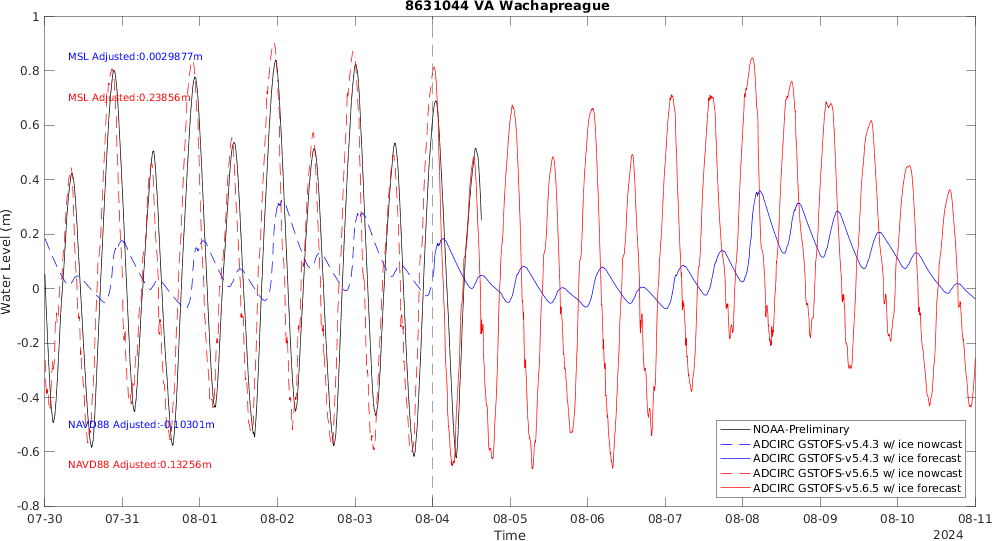 8631044 VA Wachapreague
1
0.8
0.6
0.4
0.2
0
-0.2
-0.4
-0.6
-0.8
Water Level (m)
MSL Adjusted:0.0029877m
MSL Adjusted:0.23856m
NAVD88 Adjusted:-0.10301m
NAVD88 Adjusted:0.13256m
NOAA-Preliminary
ADCIRC GSTOFS-v5.4.3 w/ ice nowcast
ADCIRC GSTOFS-v5.4.3 w/ ice forecast
ADCIRC GSTOFS-v5.6.5 w/ ice nowcast
ADCIRC GSTOFS-v5.6.5 w/ ice forecast
07-30 07-31 08-01 08-02 08-03 08-04 08-05 08-06 08-07 08-08 08-09 08-10 08-11
Time
2024